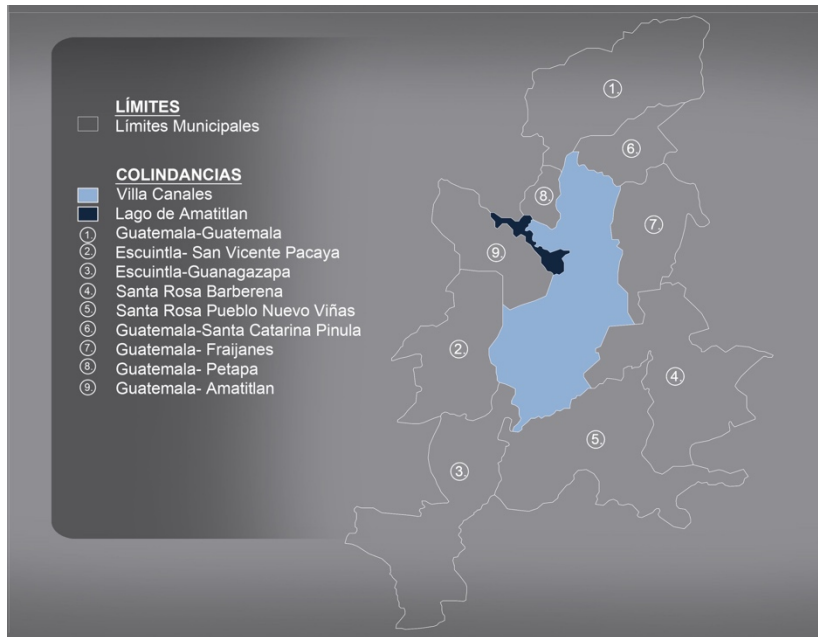 LÍMITES
Límites Municipales
COLINDANCIAS
Villa Canales
Lago de Amatitlan
1. Guatemala-Guatemala
2. Escuintla- San Vicente Pacaya
3. Escuintla-Guanagazapa
4. Santa Rosa Barberena
5. Santa Rosa Pueblo Nuevo Viñas
6. Guatemala-Santa Catarina Pinula
7. Guatemala- Fraijanes
8. Guatemala- Petapa
9. Guatemala- Amatitlan
1.
6.
8.
7.
9.
2.
4.
5.
3.